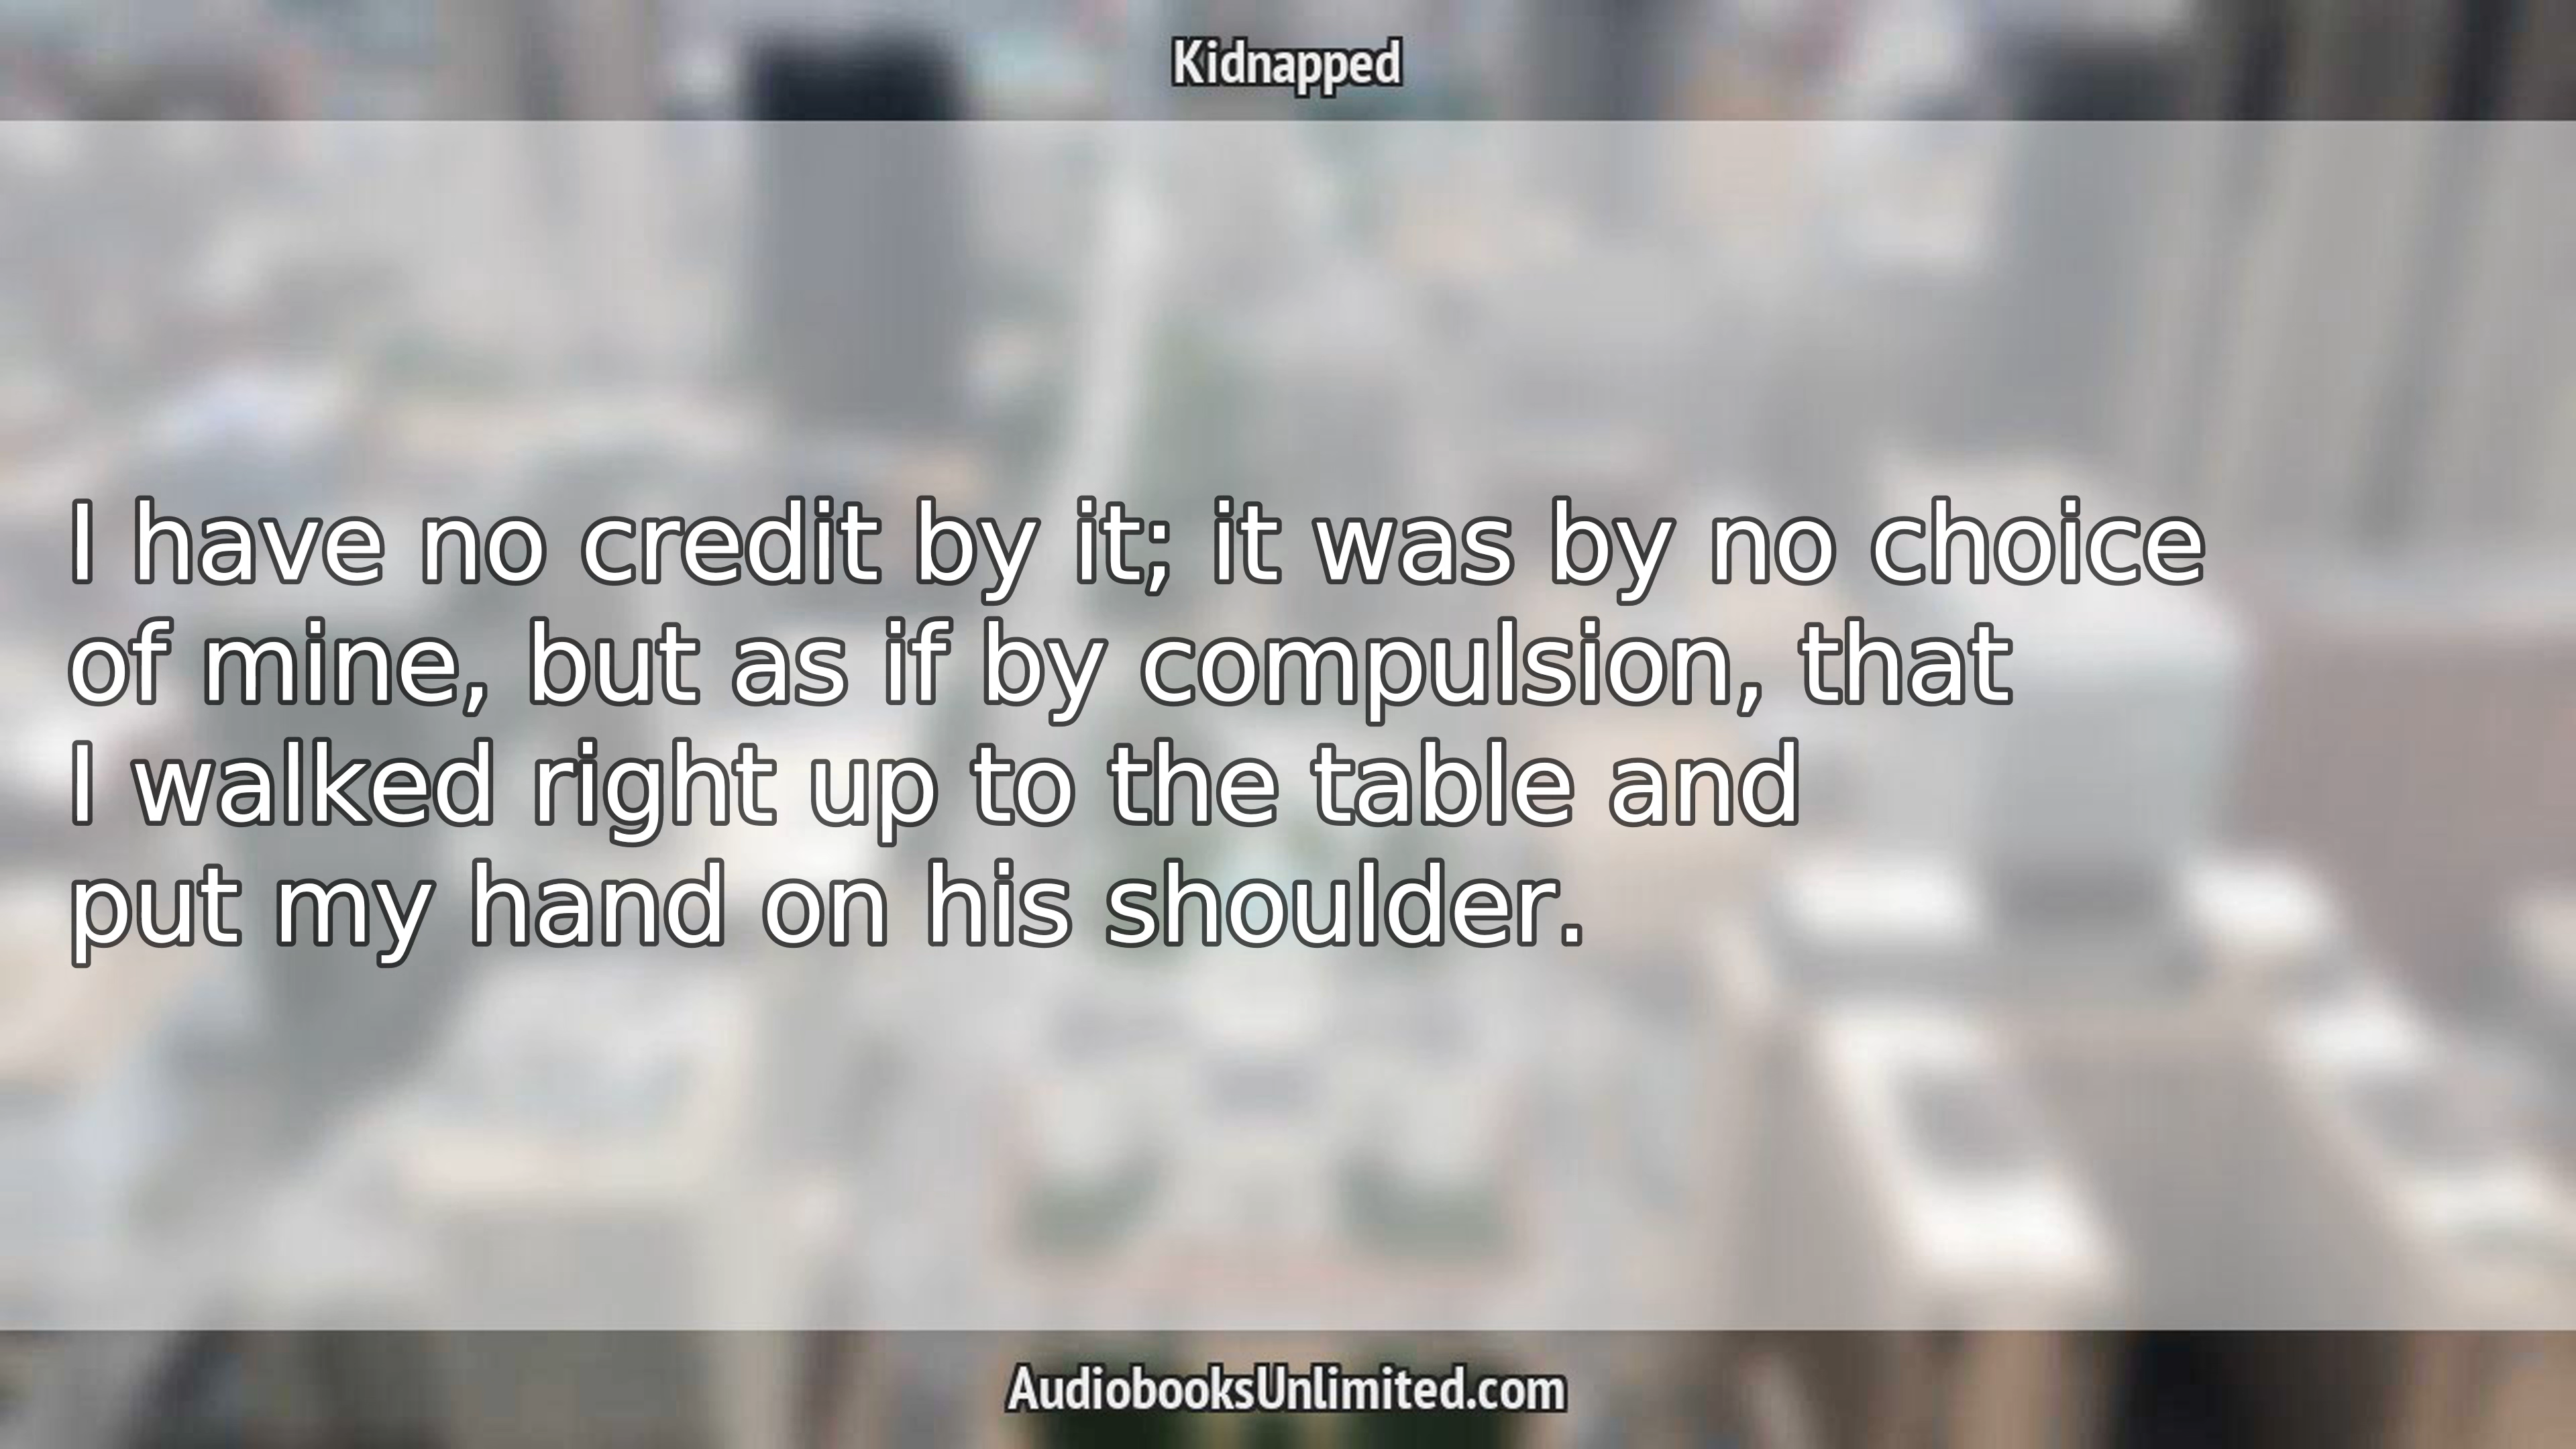 Kidnapped
I have no credit by it; it was by no choice
of mine, but as if by compulsion, that
I walked right up to the table and
put my hand on his shoulder.
AudiobooksUnlimited.com